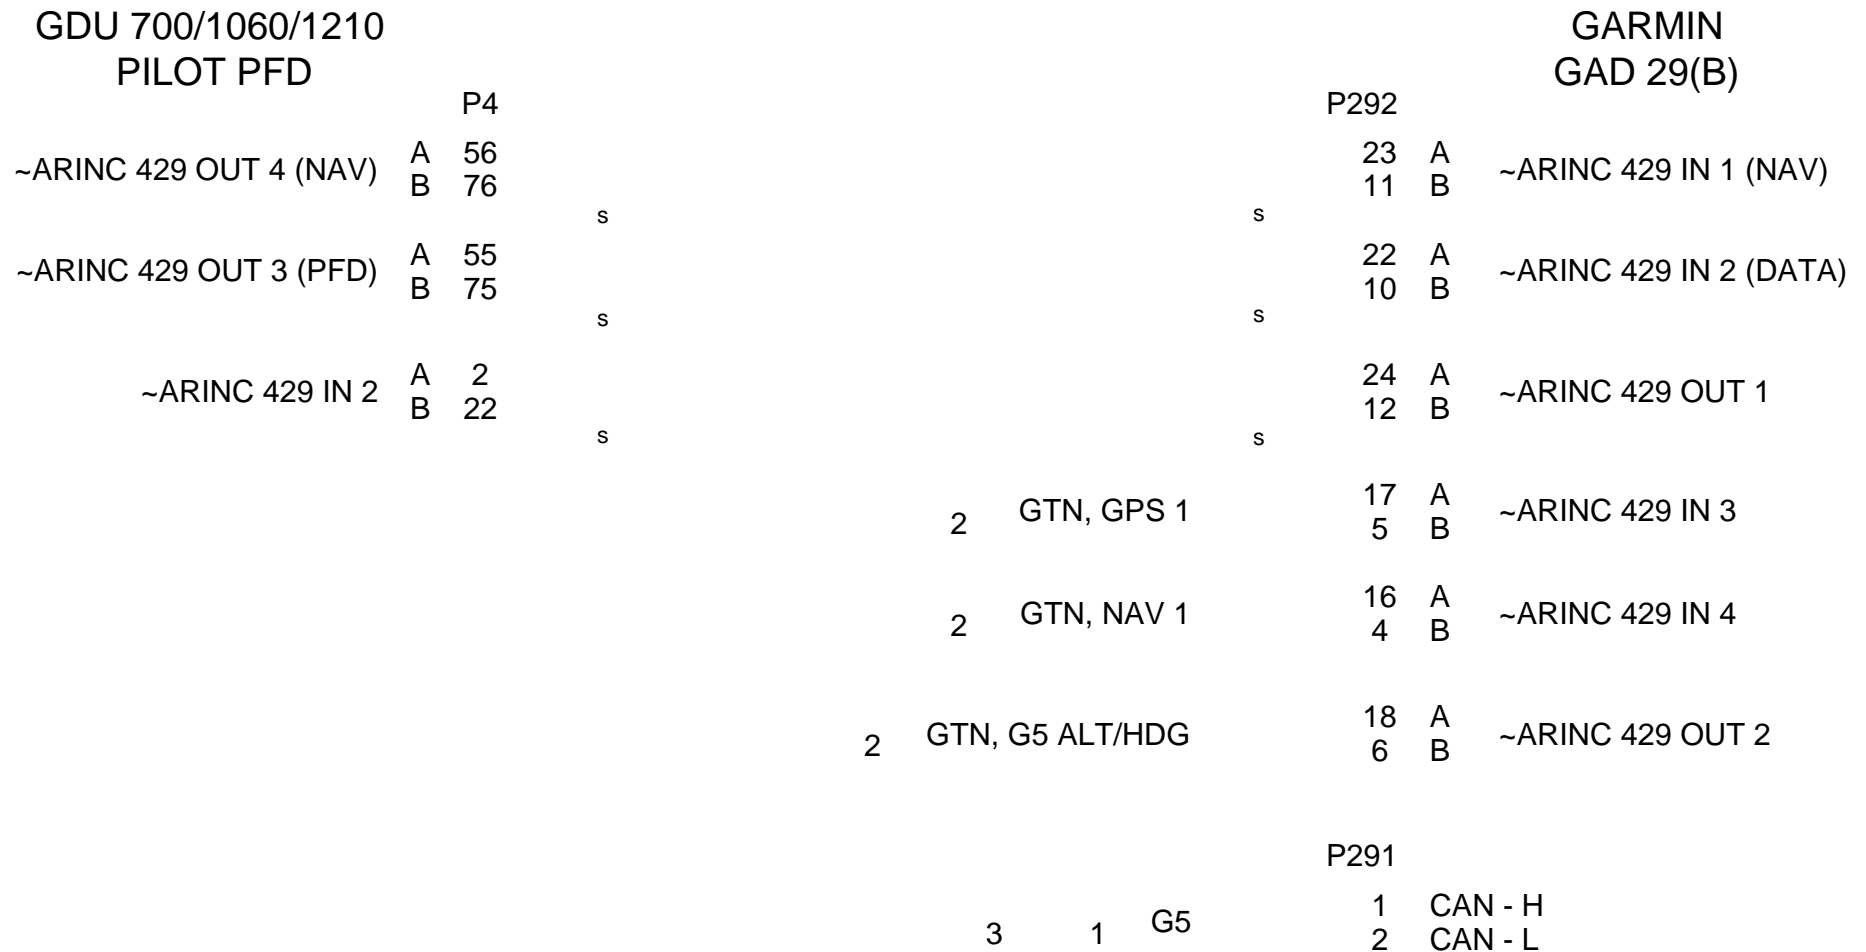 GDU 700/1060/1210
PILOT PFD
GARMIN
GAD 29(B)
P4
P292
~ARINC 429 OUT 4 (NAV) A 56
B 76
s
23 A ~ARINC 429 IN 1 (NAV)
11 B
s
~ARINC 429 OUT 3 (PFD) A 55
B 75
s
22 A ~ARINC 429 IN 2 (DATA)
10 B
s
~ARINC 429 IN 2 A 2
B 22
s
24 A ~ARINC 429 OUT 1
12 B
s
2 GTN, GPS 1 17 A ~ARINC 429 IN 3
5 B
2 GTN, NAV 1 16 A ~ARINC 429 IN 4
4 B
2 GTN, G5 ALT/HDG 18 A ~ARINC 429 OUT 2
6 B
P291
3 1 G5 1 CAN - H
2 CAN - L